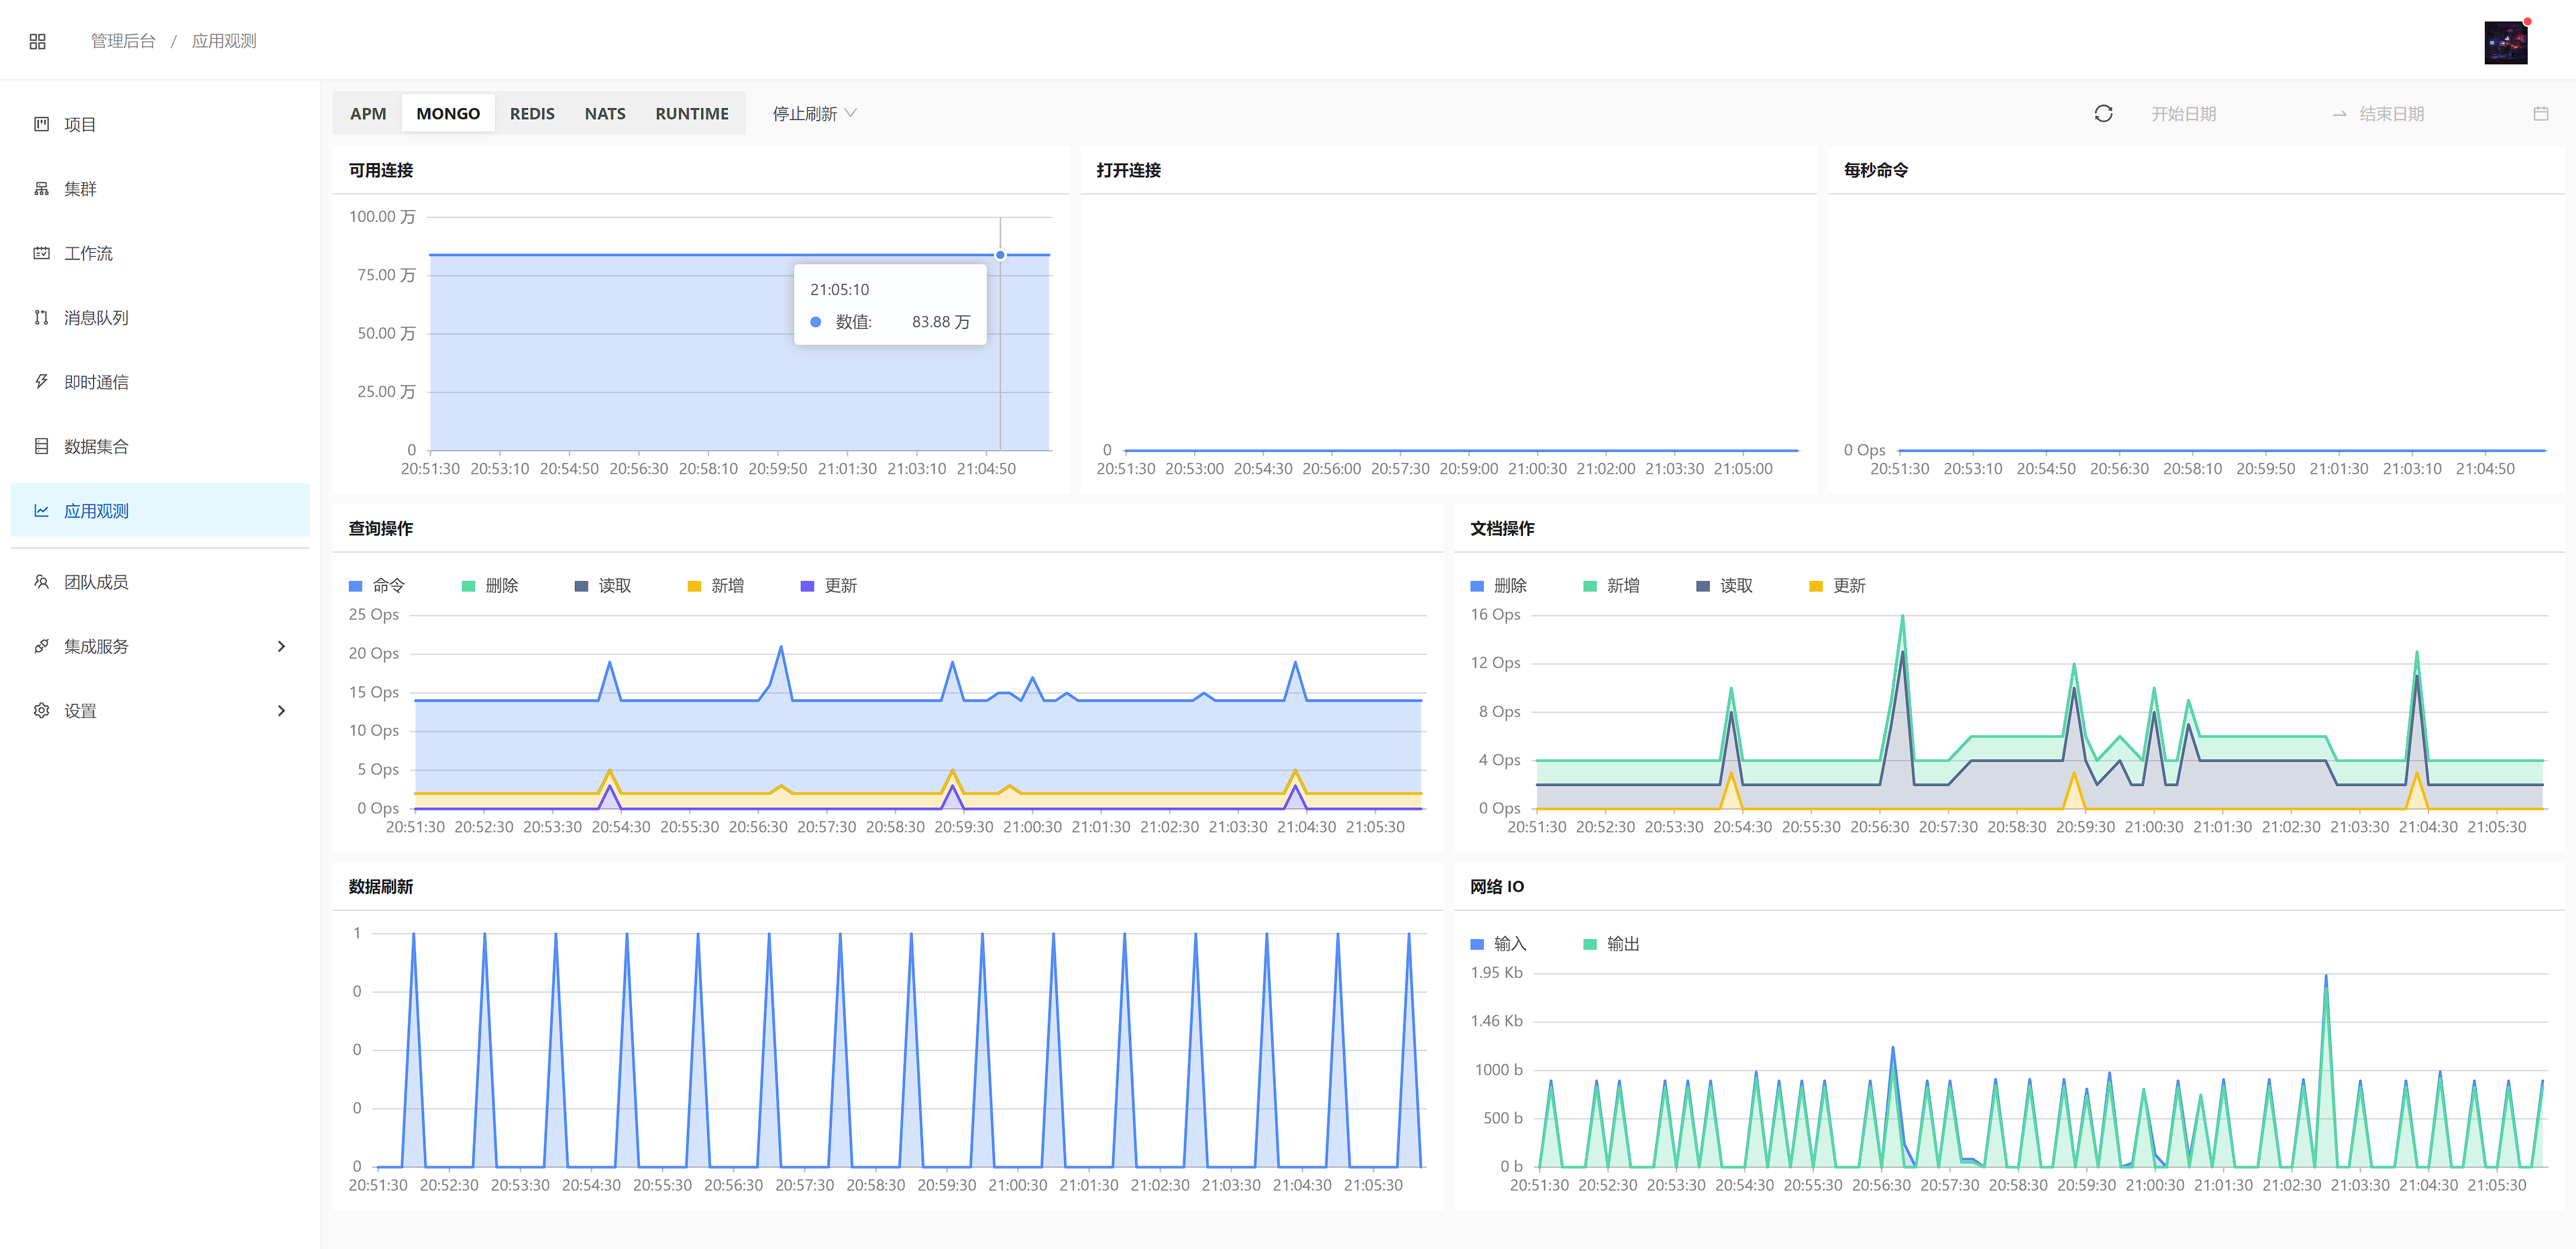 管理后台 / 应用观测
项目
集群
工作流
消息队列
即时通信
数据集合
应用观测
团队成员
集成服务
设置
APM MONGO REDIS NATS RUNTIME 停止刷新
开始日期 → 结束日期
可用连接
100.00 万
75.00 万
50.00 万
25.00 万
0
20:51:30 20:53:10 20:54:50 20:56:30 20:58:10 20:59:50 21:01:30 21:03:10 21:04:50
21:05:10
数值: 83.88 万
打开连接
0
20:51:30 20:53:00 20:54:30 20:56:00 20:57:30 20:59:00 21:00:30 21:02:00 21:03:30 21:05:00
每秒命令
0 Ops
20:51:30 20:53:10 20:54:50 20:56:30 20:58:10 20:59:50 21:01:30 21:03:10 21:04:50
查询操作
命令 删除 读取 新增 更新
25 Ops
20 Ops
15 Ops
10 Ops
5 Ops
0 Ops
20:51:30 20:52:30 20:53:30 20:54:30 20:55:30 20:56:30 20:57:30 20:58:30 20:59:30 21:00:30 21:01:30 21:02:30 21:03:30 21:04:30 21:05:30
文档操作
删除 新增 读取 更新
16 Ops
12 Ops
8 Ops
4 Ops
0 Ops
20:51:30 20:52:30 20:53:30 20:54:30 20:55:30 20:56:30 20:57:30 20:58:30 20:59:30 21:00:30 21:01:30 21:02:30 21:03:30 21:04:30 21:05:30
数据刷新
1
0
0
0
0
20:51:30 20:52:30 20:53:30 20:54:30 20:55:30 20:56:30 20:57:30 20:58:30 20:59:30 21:00:30 21:01:30 21:02:30 21:03:30 21:04:30 21:05:30
网络 IO
输入 输出
1.95 Kb
1.46 Kb
1000 b
500 b
0 b
20:51:30 20:52:30 20:53:30 20:54:30 20:55:30 20:56:30 20:57:30 20:58:30 20:59:30 21:00:30 21:01:30 21:02:30 21:03:30 21:04:30 21:05:30